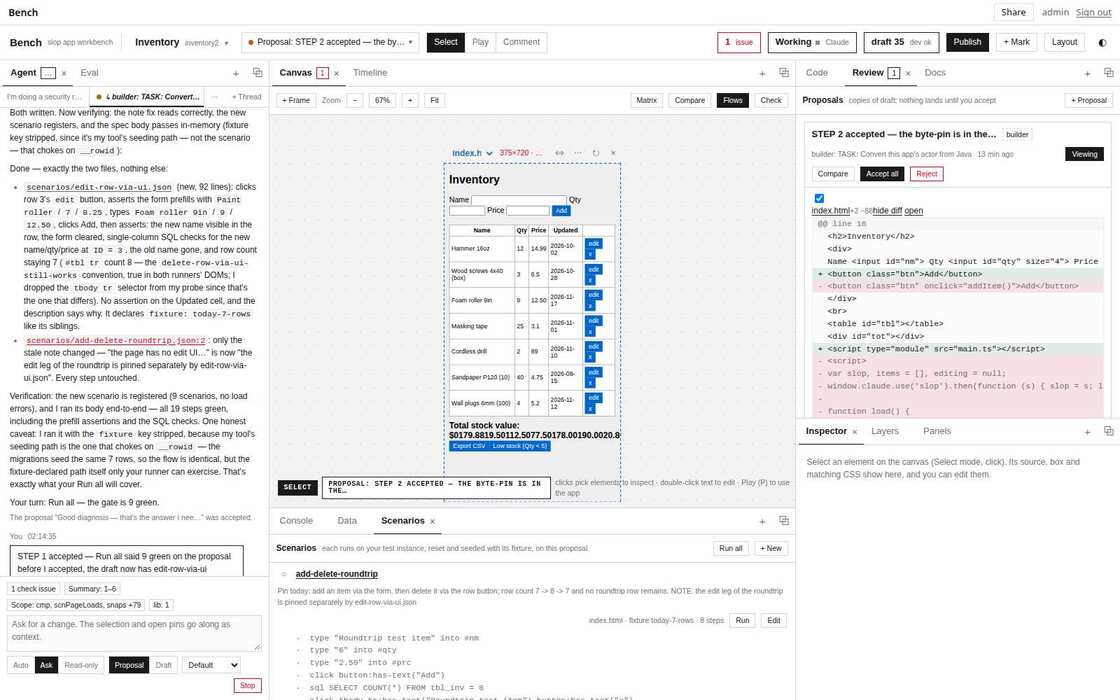 Bench
Share admin Sign out
Bench slop app workbench Inventory inventory2 ▾ Proposal: STEP 2 accepted — the by… ▾ Select Play Comment 1 issue Working Claude draft 35 dev ok Publish + Mark Layout
Agent … × Eval +
I'm doing a security r… ↳ builder: TASK: Convert… ··· + Thread
Both written. Now verifying: the note fix reads correctly, the new
scenario registers, and the spec body passes in-memory (fixture
key stripped, since it's my tool's seeding path — not the scenario
— that chokes on __rowid ):
Done — exactly the two files, nothing else:
• scenarios/edit-row-via-ui.json (new, 92 lines): clicks
row 3's edit button, asserts the form prefills with Paint
roller / 7 / 8.25 , types Foam roller 9in / 9 /
12.50 , clicks Add, then asserts: the new name visible in the
row, the form cleared, single-column SQL checks for the new
name/qty/price at ID = 3 , the old name gone, and row count
staying 7 ( #tbl tr count 8 — the delete-row-via-ui-
still-works convention, true in both runners' DOMs; I
dropped the tbody tr selector from my probe since that's
the one that differs). No assertion on the Updated cell, and the
description says why. It declares fixture: today-7-rows
like its siblings.
• scenarios/add-delete-roundtrip.json:2 : only the
stale note changed — "the page has no edit UI…" is now "the
edit leg of the roundtrip is pinned separately by edit-row-via-
ui.json". Every step untouched.
Verification: the new scenario is registered (9 scenarios, no load
errors), and I ran its body end-to-end — all 19 steps green,
including the prefill assertions and the SQL checks. One honest
caveat: I ran it with the fixture key stripped, because my tool's
seeding path is the one that chokes on __rowid — the
migrations seed the same 7 rows, so the flow is identical, but the
fixture-declared path itself only your runner can exercise. That's
exactly what your Run all will cover.
Your turn: Run all — the gate is 9 green.
The proposal "Good diagnosis — that's the answer I nee…" was accepted.
You 02:14:35
STEP 1 accepted — Run all said 9 green on the proposal
before I accepted, the draft now has edit-row-via-ui
1 check issue Summary: 1–6
Scope: cmp, scnPageLoads, snaps +79 lib: 1
Ask for a change. The selection and open pins go along as
context.
Auto Ask Read-only Proposal Draft Default
Stop
Canvas 1 × Timeline +
+ Frame Zoom − 67% + Fit Matrix Compare Flows Check
index.h 375×720 · … ⇔ ··· ↻ ×
Inventory
Name Qty
Price Add
Name Qty Price Updated
Hammer 16oz 12 14.99 2026-10-02 edit x
Wood screws 4x40 (box) 3 6.5 2026-10-28 edit x
Foam roller 9in 9 12.50 2026-11-17 edit x
Masking tape 25 3.1 2026-11-01 edit x
Cordless drill 2 89 2026-11-10 edit x
Sandpaper P120 (10) 40 4.75 2026-08-15 edit x
Wall plugs 6mm (100) 40 5.2 2026-11-12 edit x
Total stock value:
$0179.8819.50112.5077.50178.00190.0020.8
Export CSV Low stock (Qty < 5)
SELECT PROPOSAL: STEP 2 ACCEPTED — THE BYTE-PIN IS IN THE… clicks pick elements to inspect · double-click text to edit · Play (P) to use the app
Console Data Scenarios × +
Scenarios each runs on your test instance, reset and seeded with its fixture, on this proposal Run all + New
○ add-delete-roundtrip
Pin today: add an item via the form, then delete it via the row button; row count 7 -> 8 -> 7 and no roundtrip row remains. NOTE: the edit leg of the roundtrip
is pinned separately by edit-row-via-ui.json
index.html · fixture today-7-rows · 8 steps Run Edit
· type "Roundtrip test item" into #nm
· type "6" into #qty
· type "2.50" into #prc
· click button:has-text("Add")
· sql SELECT COUNT(*) FROM tbl_inv = 8
Code Review 1 × Docs +
Proposals copies of draft; nothing lands until you accept + Proposal
STEP 2 accepted — the byte-pin is in the… builder
builder: TASK: Convert this app's actor from Java 13 min ago Viewing
Compare Accept all Reject
index.html+2 −88hide diff open
@@ line 16
<h2>Inventory</h2>
<div>
Name <input id="nm"> Qty <input id="qty" size="4"> Price
+ <button class="btn">Add</button>
- <button class="btn" onclick="addItem()">Add</button>
</div>
<br>
<table id="tbl"></table>
<div id="tot"></div>
+ <script type="module" src="main.ts"></script>
- <script>
- var slop, items = [], editing = null;
- window.claude.use('slop').then(function (s) { slop = s; l
-
- function load() {
Inspector × Layers Panels +
Select an element on the canvas (Select mode, click). Its source, box and
matching CSS show here, and you can edit them.